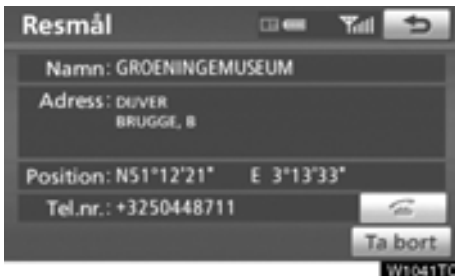 Resmål
Namn: GROENINGEMUSEUM
Adress: DIJVER
BRUGGE, B
Position: N51°12'21" E 3°13'33"
Tel.nr.: +3250448711
Ta bort
W1041TC